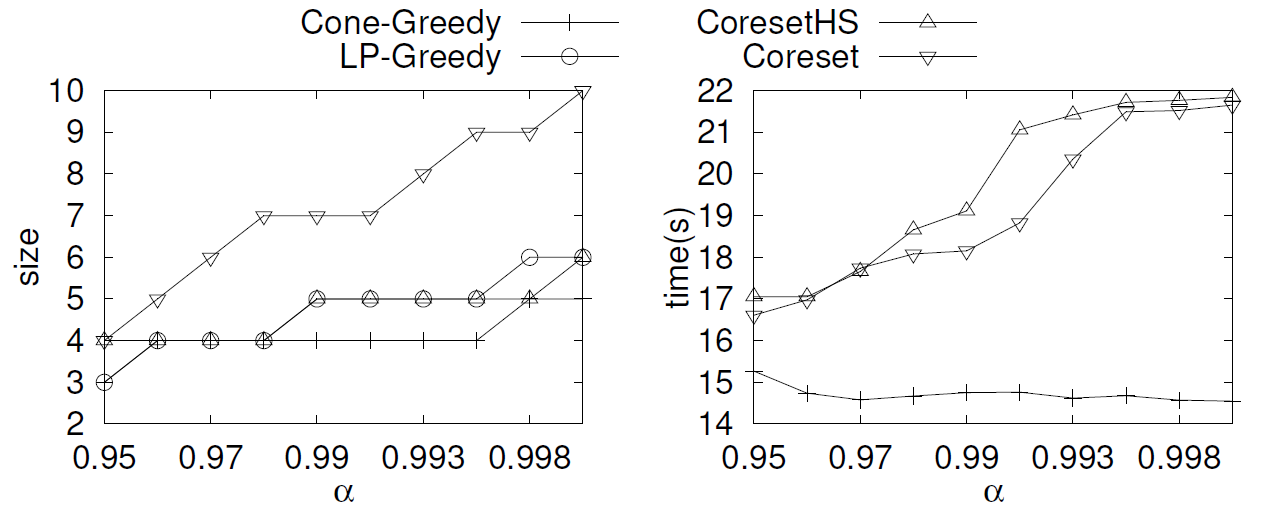 Cone-Greedy
LP-Greedy
CoresetHS
Coreset
size
10
9
8
7
6
5
4
3
2
0.95 0.97 0.99 0.993 0.998
α
time(s)
22
21
20
19
18
17
16
15
14
0.95 0.97 0.99 0.993 0.998
α